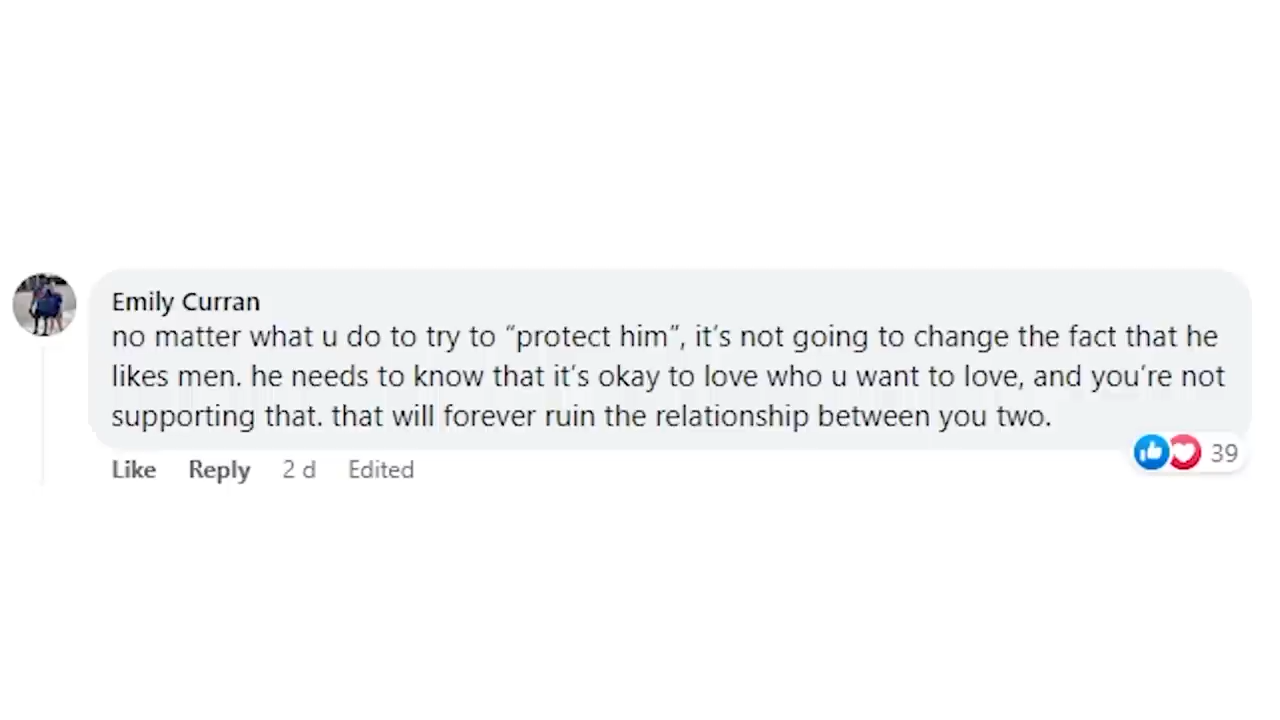 Emily Curran
no matter what u do to try to “protect him”, it’s not going to change the fact that he
likes men. he needs to know that it’s okay to love who u want to love, and you’re not
supporting that. that will forever ruin the relationship between you two.
Like Reply 2 d Edited 39